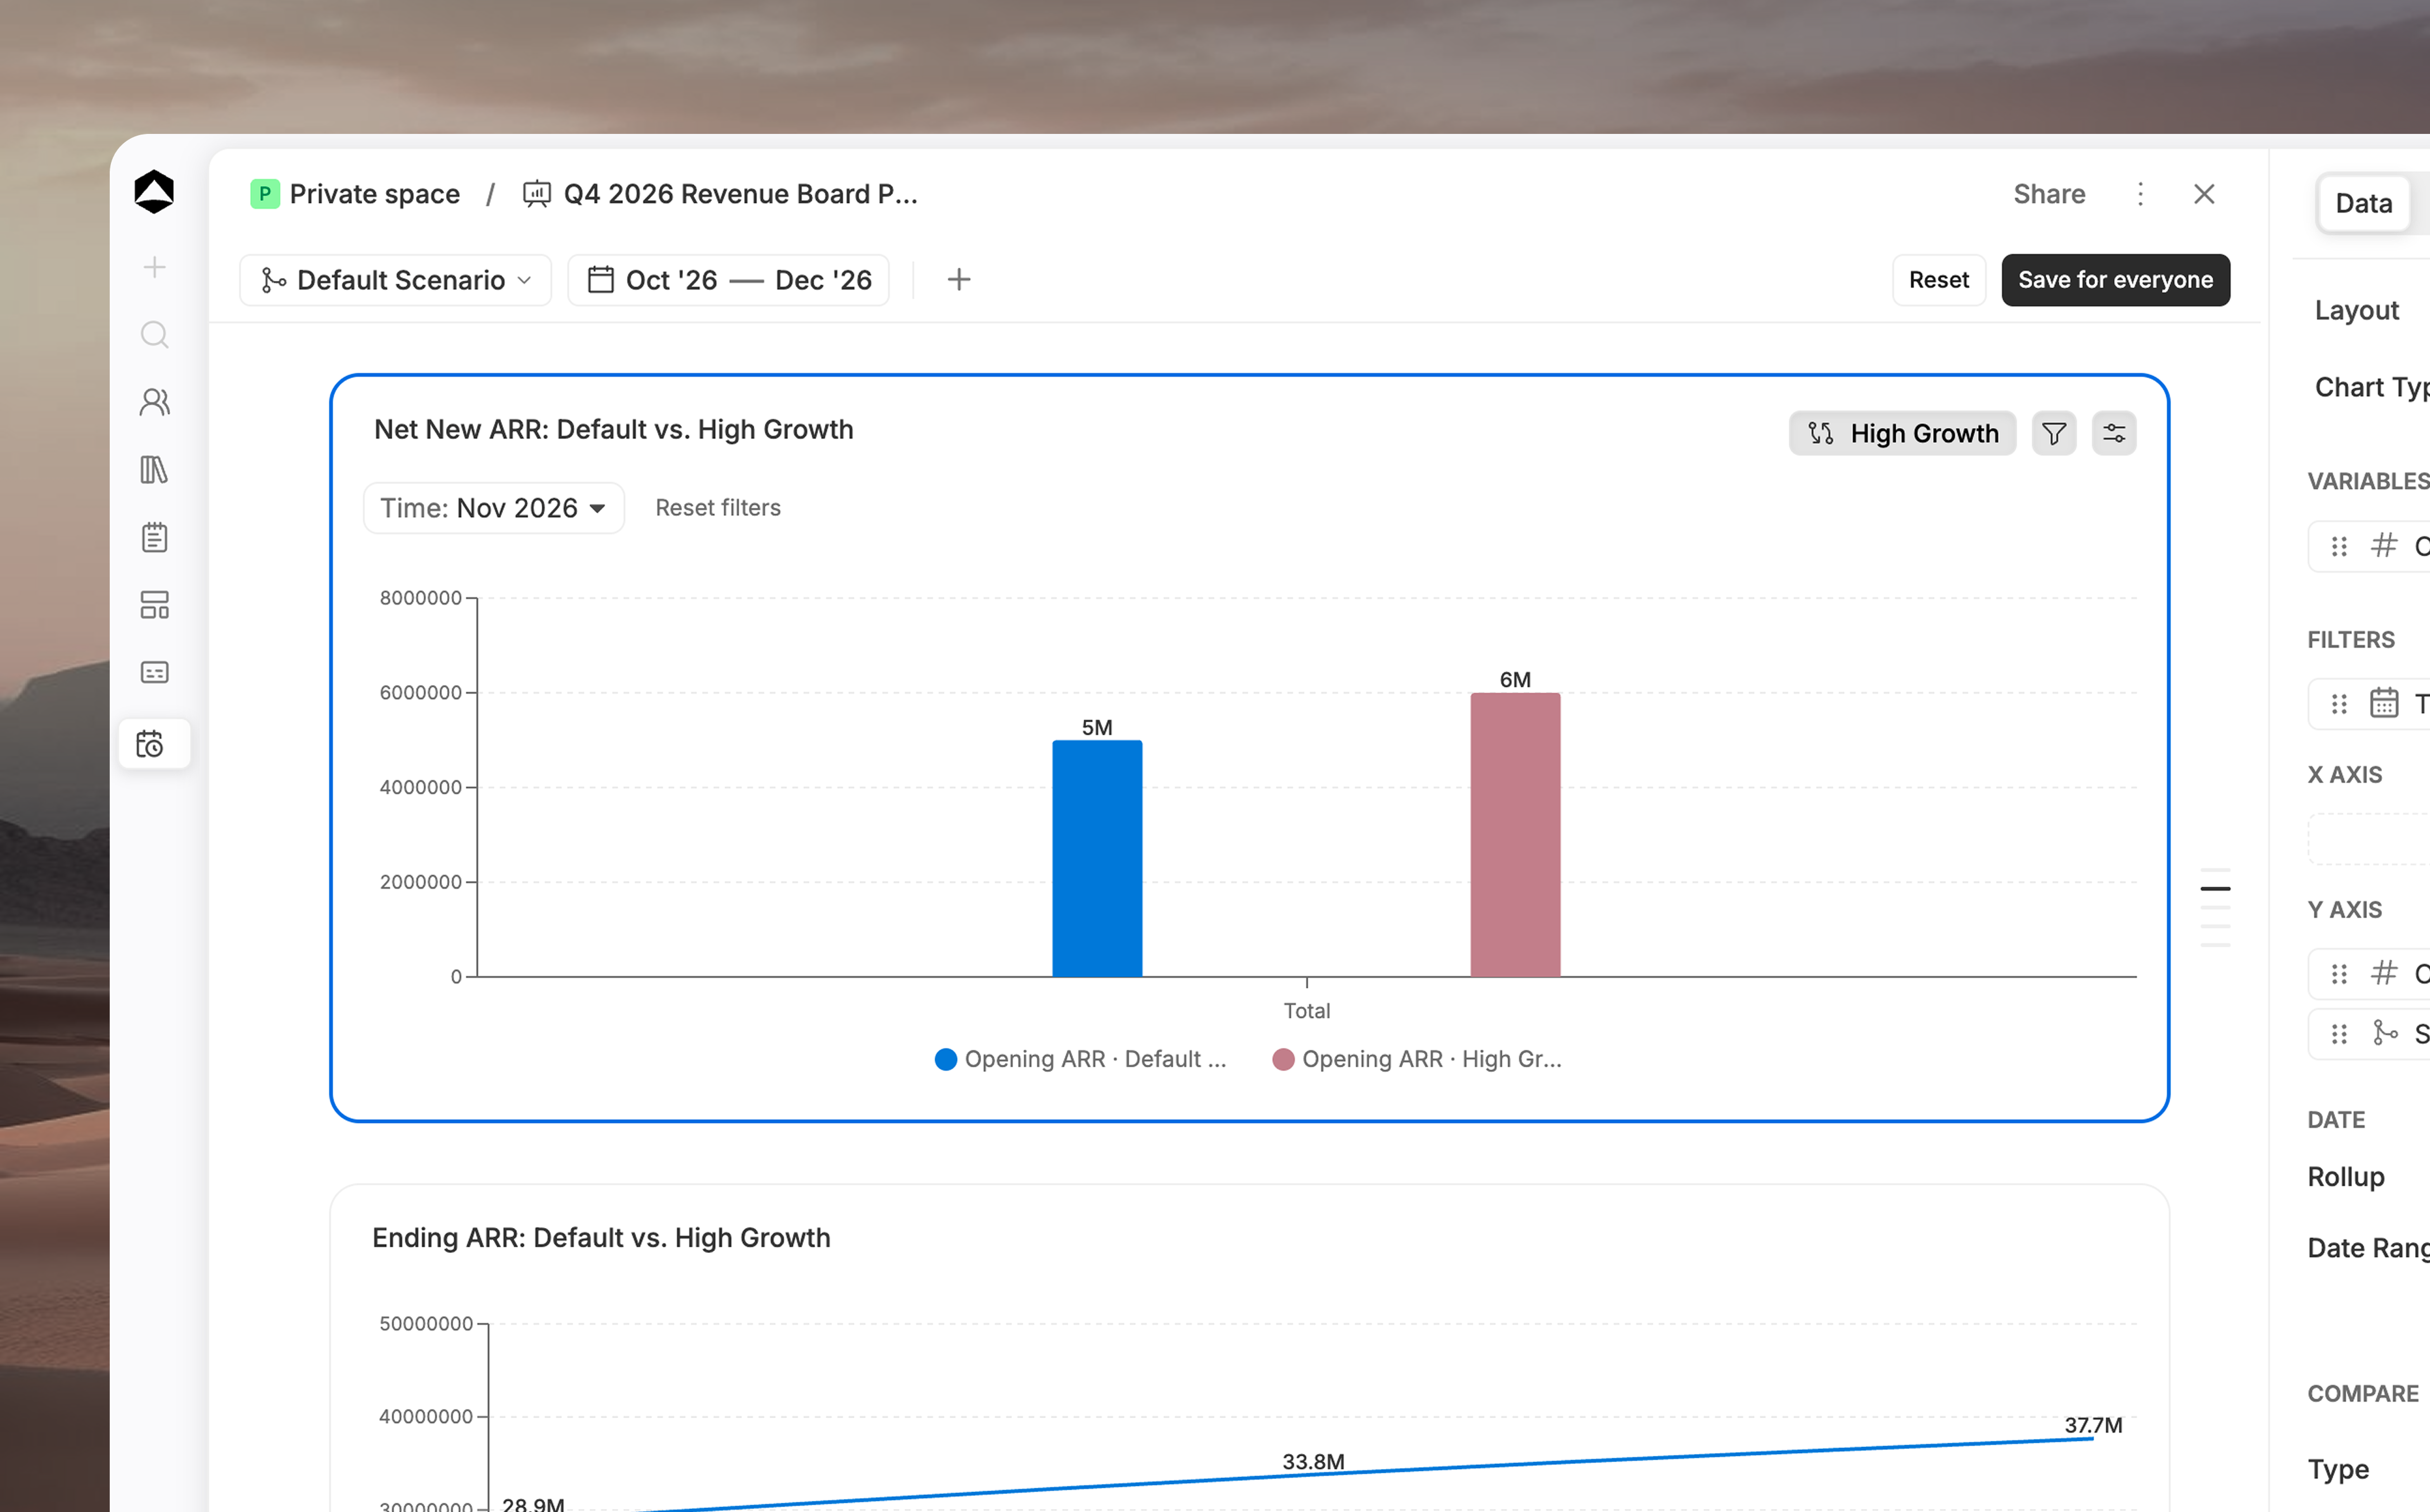 P Private space / Q4 2026 Revenue Board P...
Share
Default Scenario
Oct '26 — Dec '26
Reset
Save for everyone
Net New ARR: Default vs. High Growth
High Growth
Time: Nov 2026
Reset filters
8000000
6000000
4000000
2000000
0
5M
6M
Total
Opening ARR · Default ...
Opening ARR · High Gr...
Ending ARR: Default vs. High Growth
50000000
40000000
30000000
28.9M
33.8M
37.7M
Data
Layout
Chart Typ
VARIABLES
FILTERS
T
X AXIS
Y AXIS
S
DATE
Rollup
Date Rang
COMPARE
Type